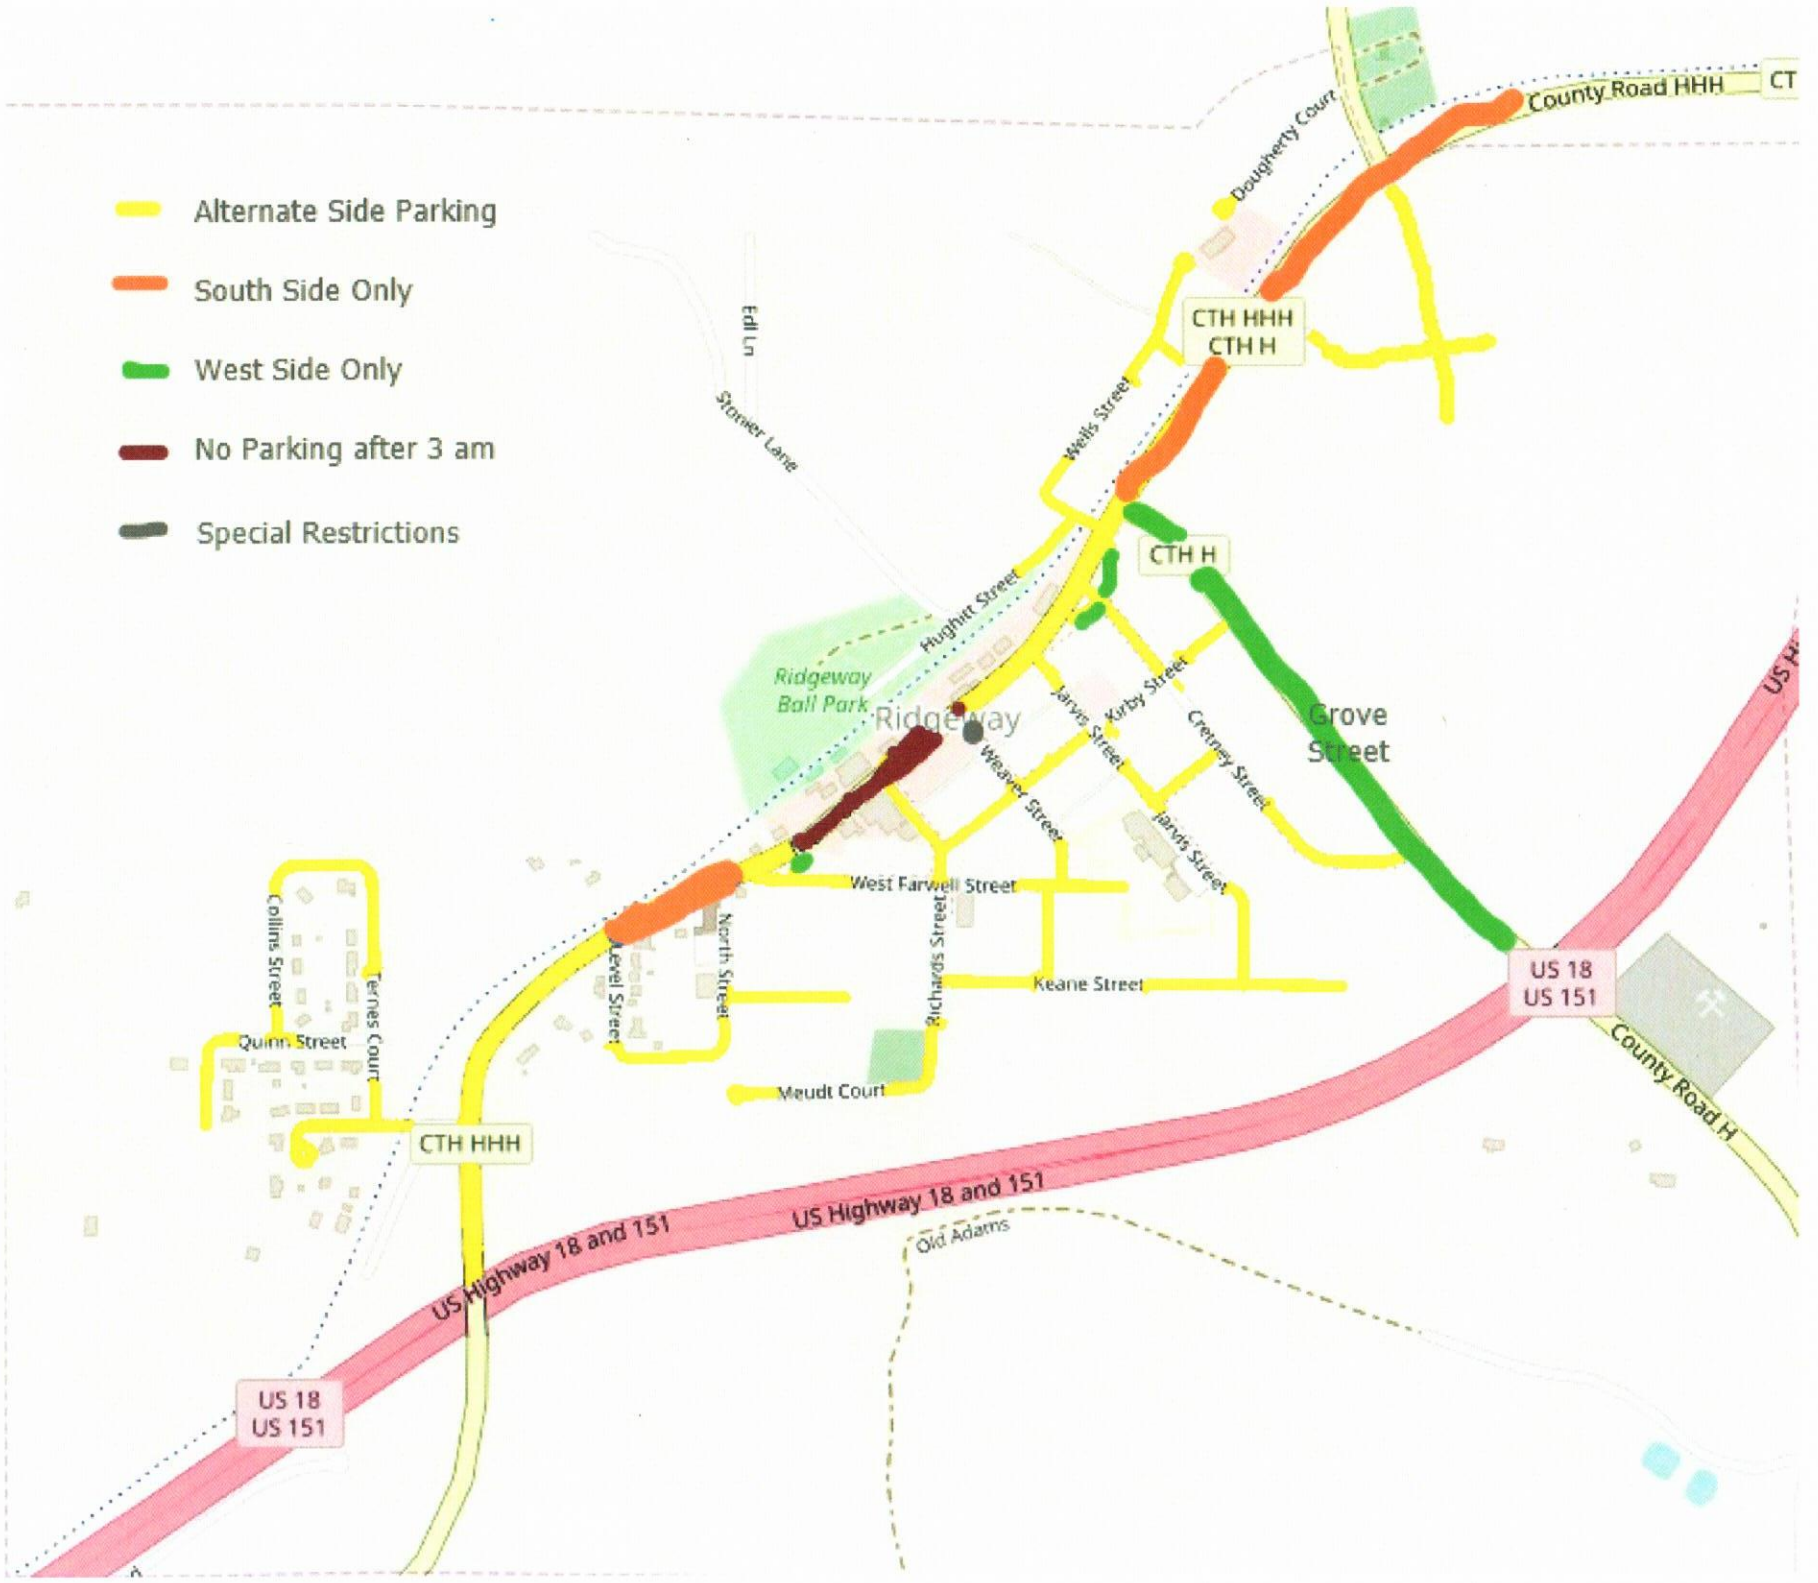 County Road HHH
CT
Dougherty Court
Alternate Side Parking
South Side Only
West Side Only
No Parking after 3 am
Special Restrictions
Edl Ln
Stonier Lane
CTH HHH
CTH H
Wells Street
CTH H
Hughitt Street
Ridgeway
Ball Park
Ridgeway
Jarvis Street
Kirby Street
Cretney Street
Weaver Street
Grove
Street
US Hi
Jarvis Street
West Farwell Street
Collins Street
Ternes Court
Quinn Street
Level Street
North Street
Richards Street
Keane Street
Meudt Court
US 18
US 151
County Road H
CTH HHH
US Highway 18 and 151
US Highway 18 and 151
Old Adams
US 18
US 151